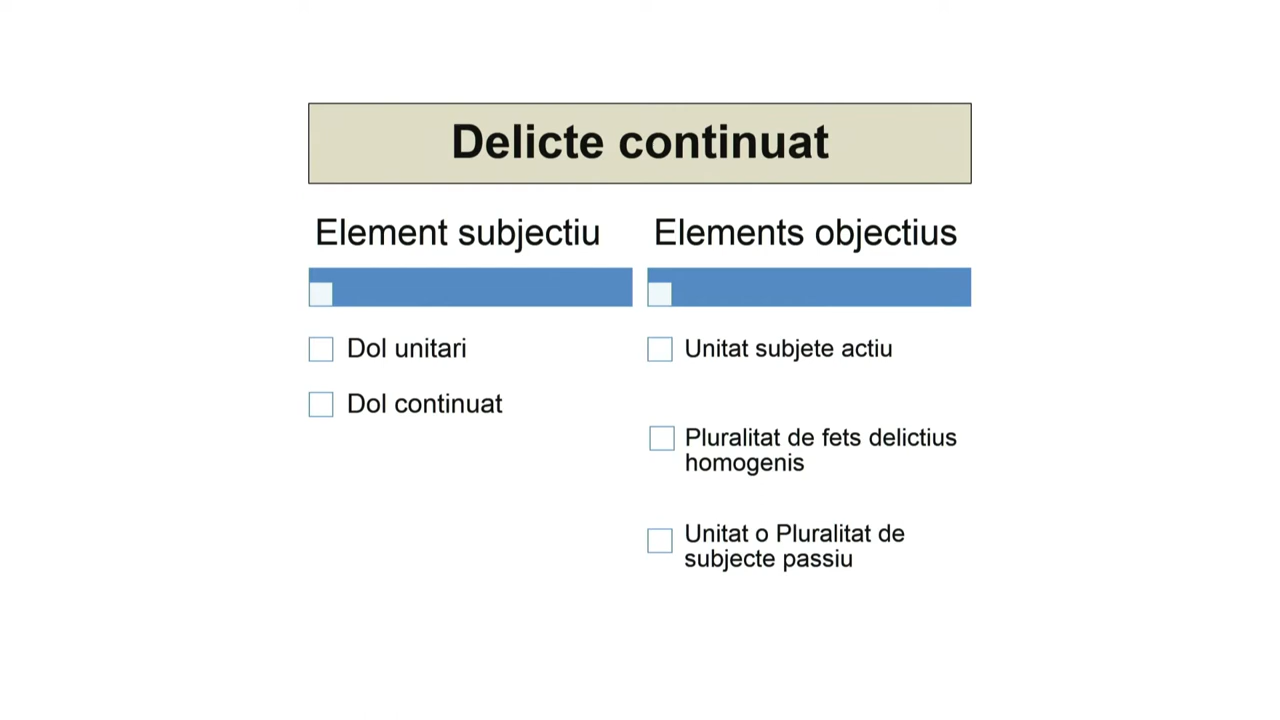 Delicte continuat
Element subjectiu
Dol unitari
Dol continuat
Elements objectius
Unitat subjete actiu
Pluralitat de fets delictius
homogenis
Unitat o Pluralitat de
subjecte passiu